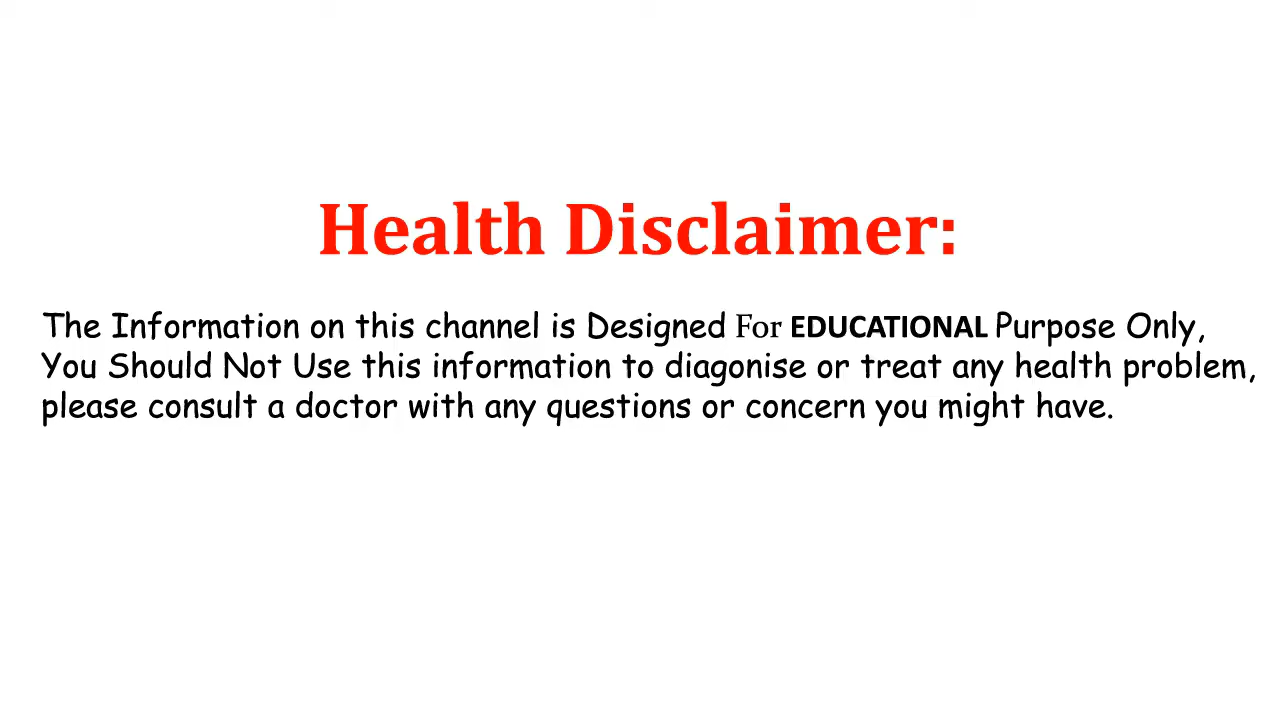 Health Disclaimer:
The Information on this channel is Designed For EDUCATIONAL Purpose Only,
You Should Not Use this information to diagonise or treat any health problem,
please consult a doctor with any questions or concern you might have.